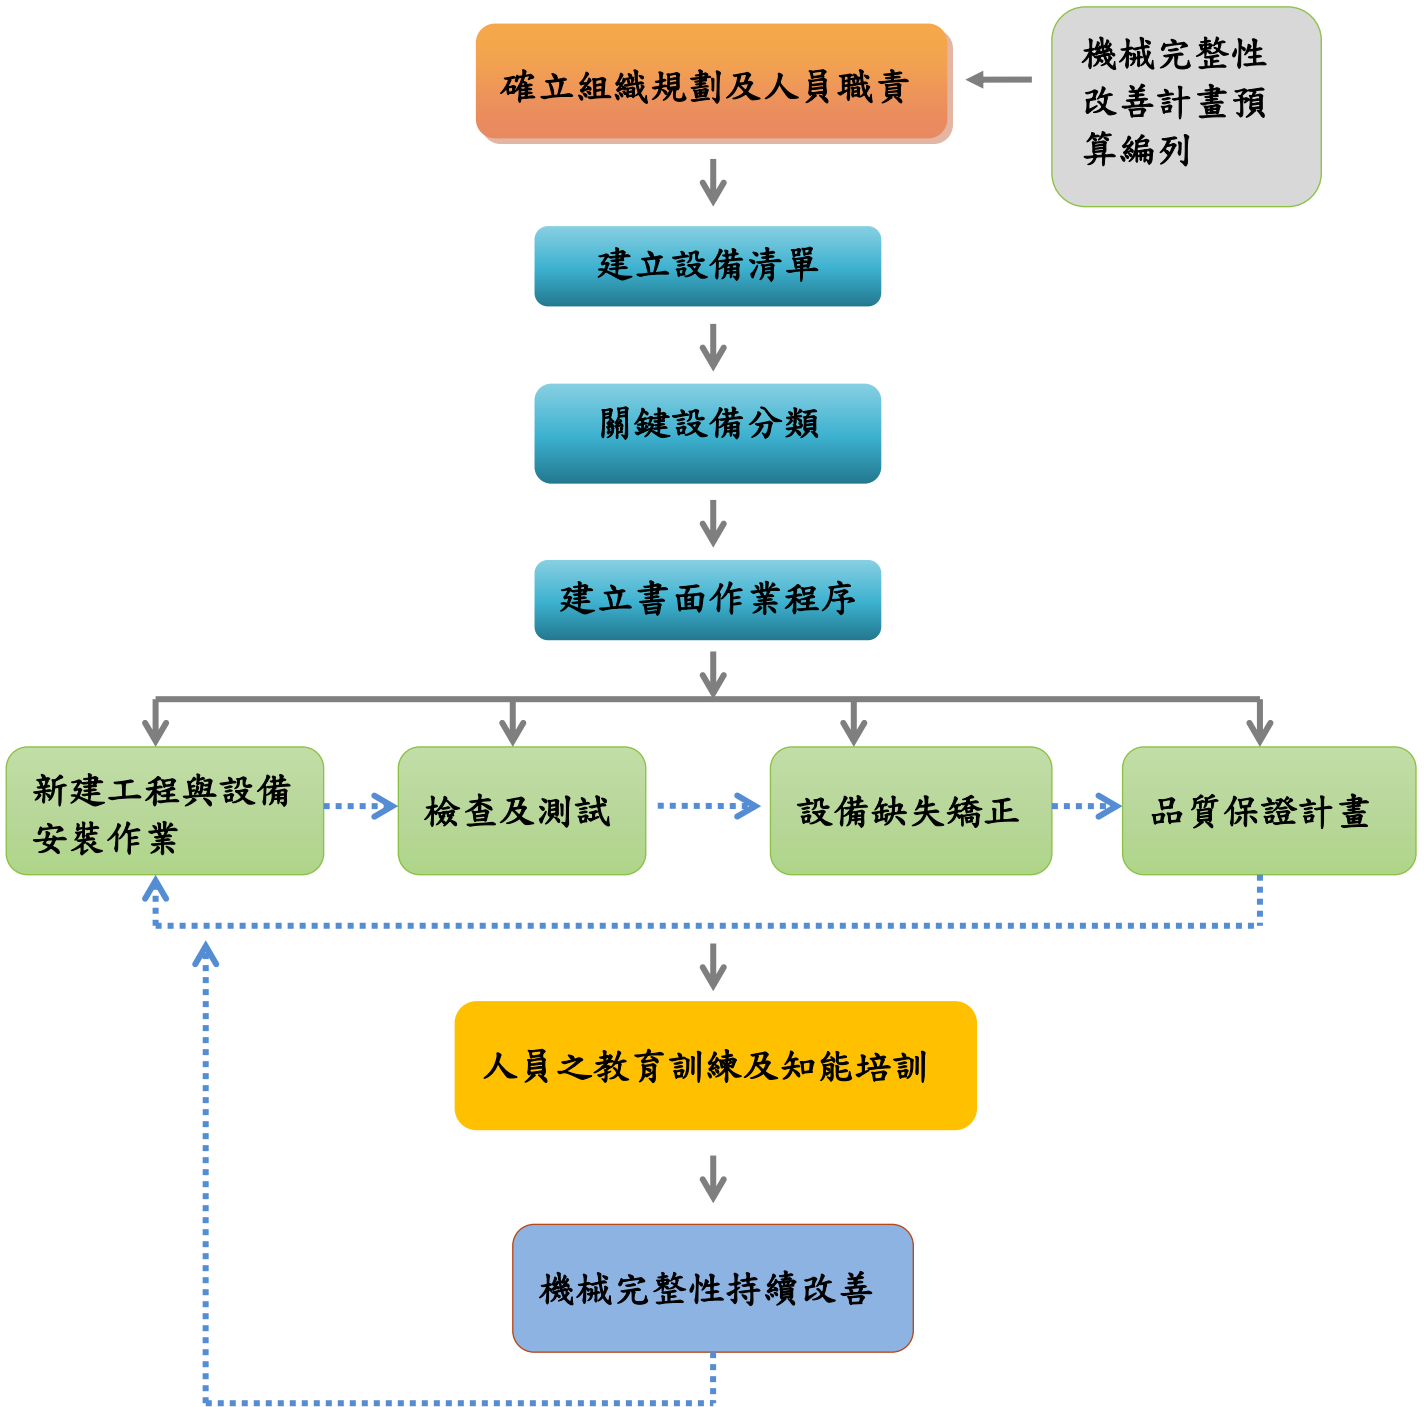 確立組織規劃及人員職責
機械完整性
改善計畫預
算編列
建立設備清單
關鍵設備分類
建立書面作業程序
新建工程與設備
安裝作業
檢查及測試
設備缺失矯正
品質保證計畫
人員之教育訓練及知能培訓
機械完整性持續改善